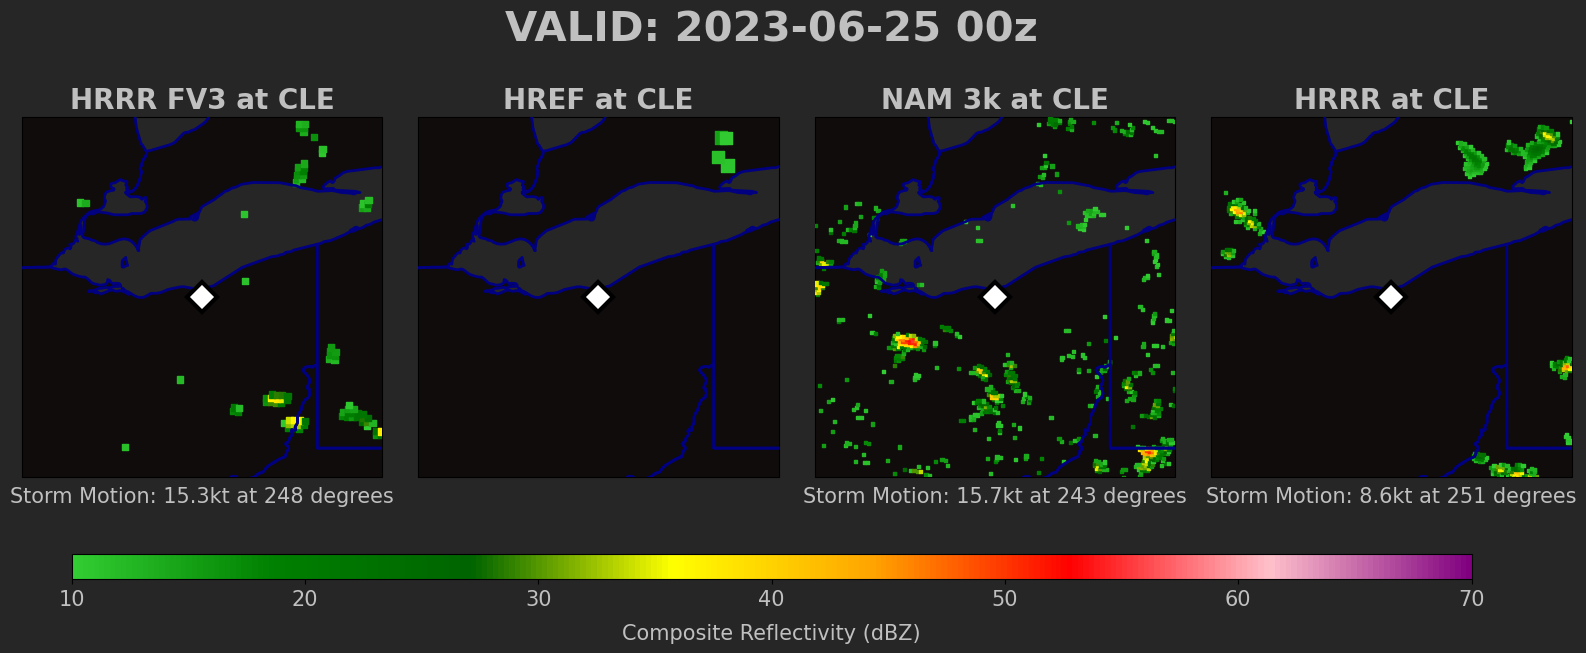 VALID: 2023-06-25 00z
HRRR FV3 at CLE
HREF at CLE
NAM 3k at CLE
HRRR at CLE
Storm Motion: 15.3kt at 248 degrees
Storm Motion: 15.7kt at 243 degrees
Storm Motion: 8.6kt at 251 degrees
10 20 30 40 50 60 70
Composite Reflectivity (dBZ)